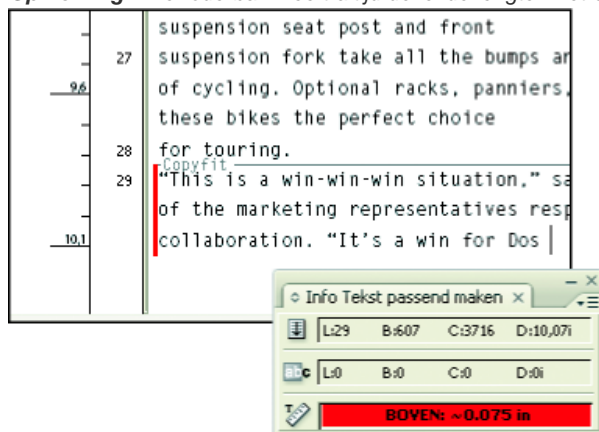 suspension seat post and front
27 suspension fork take all the bumps
9,6 of cycling. Optional racks, panniers,
these bikes the perfect choice
28 for touring.
Copyfit
29 “This is a win-win-win situation,”
of the marketing representatives
10,1 collaboration. “It's a win for Dos
Info Tekst passend maken
L:29 B:607 C:3716 D:10,07i
abc L:0 B:0 C:0 D:0i
T BOVEN: ~0.075 in